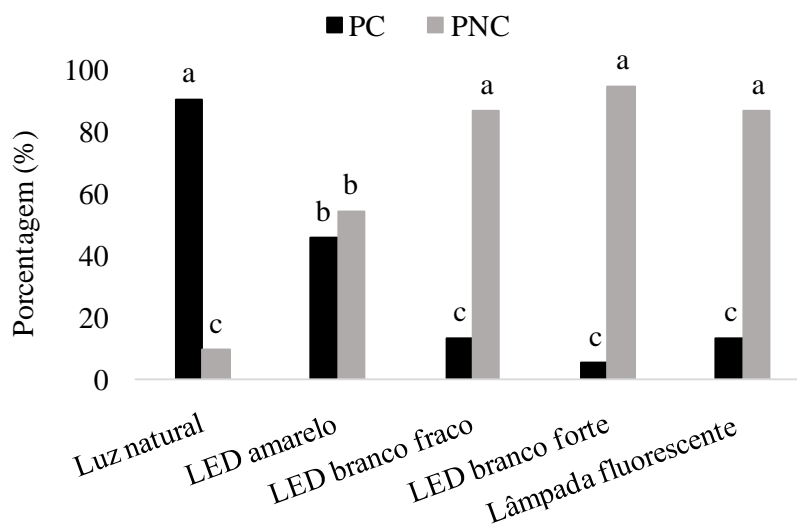 PC PNC
Porcentagem (%)
100
80
60
40
20
0
a c
b b
c a
c a
c a
Luz natural
LED amarelo
LED branco fraco
LED branco forte
Lâmpada fluorescente